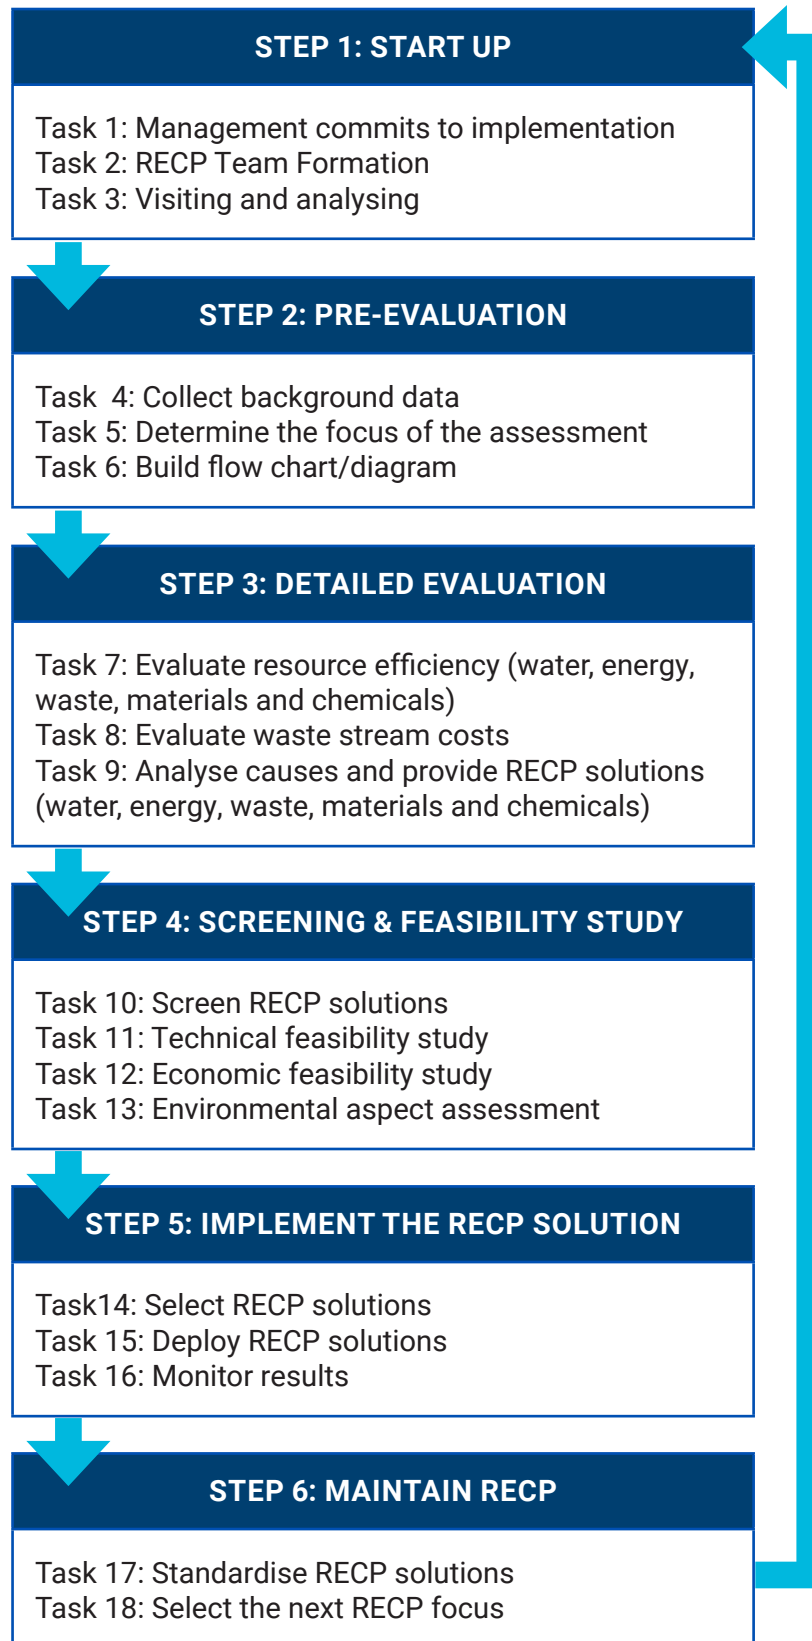 STEP 1: START UP
Task 1: Management commits to implementation
Task 2: RECP Team Formation
Task 3: Visiting and analysing
STEP 2: PRE-EVALUATION
Task  4: Collect background data
Task 5: Determine the focus of the assessment
Task 6: Build flow chart/diagram
STEP 3: DETAILED EVALUATION
Task 7: Evaluate resource efficiency (water, energy,
waste, materials and chemicals)
Task 8: Evaluate waste stream costs
Task 9: Analyse causes and provide RECP solutions
(water, energy, waste, materials and chemicals)
STEP 4: SCREENING & FEASIBILITY STUDY
Task 10: Screen RECP solutions
Task 11: Technical feasibility study
Task 12: Economic feasibility study
Task 13: Environmental aspect assessment
STEP 5: IMPLEMENT THE RECP SOLUTION
Task14: Select RECP solutions
Task 15: Deploy RECP solutions
Task 16: Monitor results
STEP 6: MAINTAIN RECP
Task 17: Standardise RECP solutions
Task 18: Select the next RECP focus